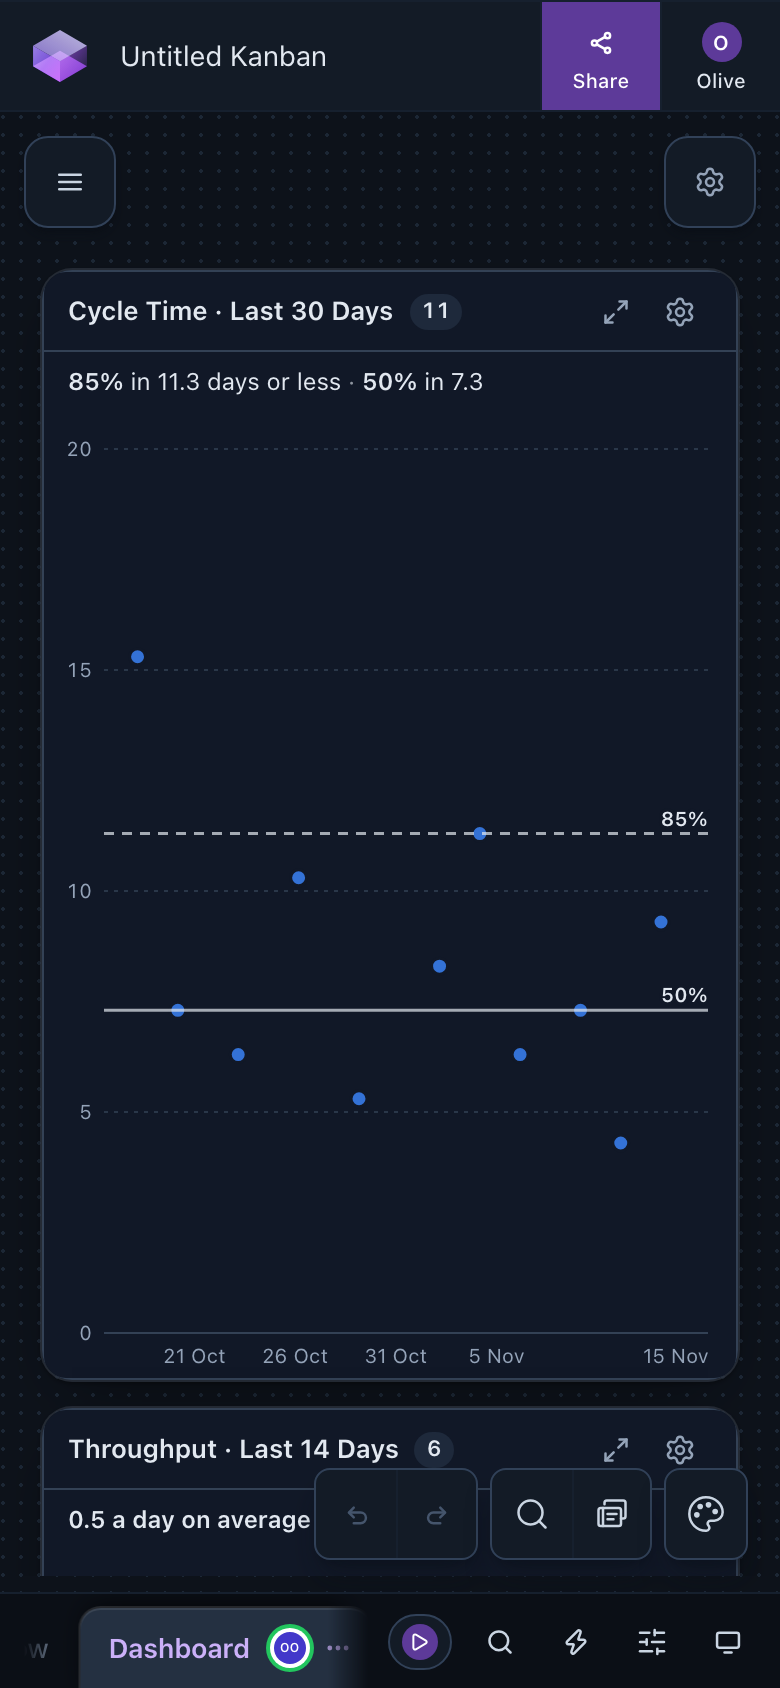 Untitled Kanban
Share
O
Olive
Cycle Time · Last 30 Days 11
85% in 11.3 days or less · 50% in 7.3
20
15
85%
10
50%
5
0
21 Oct 26 Oct 31 Oct 5 Nov 15 Nov
Throughput · Last 14 Days 6
0.5 a day on average
w Dashboard OO